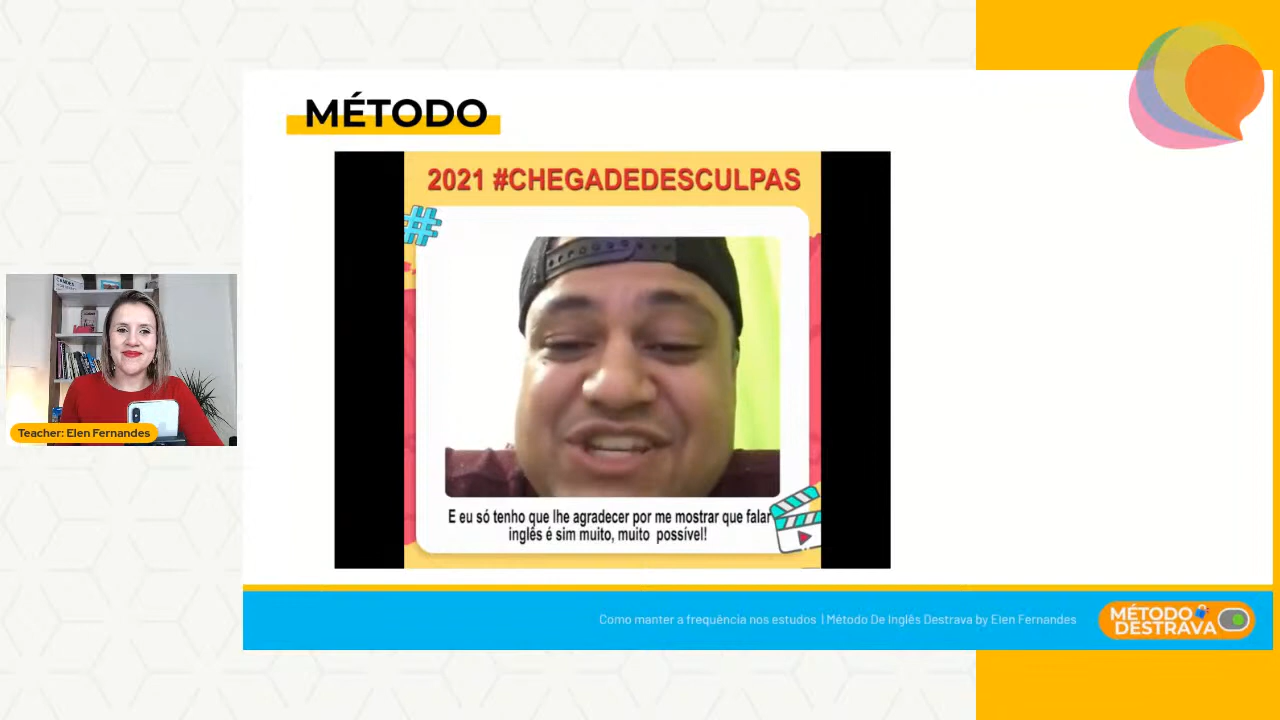 MÉTODO
2021 #CHEGADEDESCULPAS
#
E eu só tenho que lhe agradecer por me mostrar que falar
inglês é sim muito, muito possível!
Teacher: Elen Fernandes
Como manter a frequência nos estudos | Método De Inglês Destrava by Elen Fernandes
MÉTODO
DESTRAVA